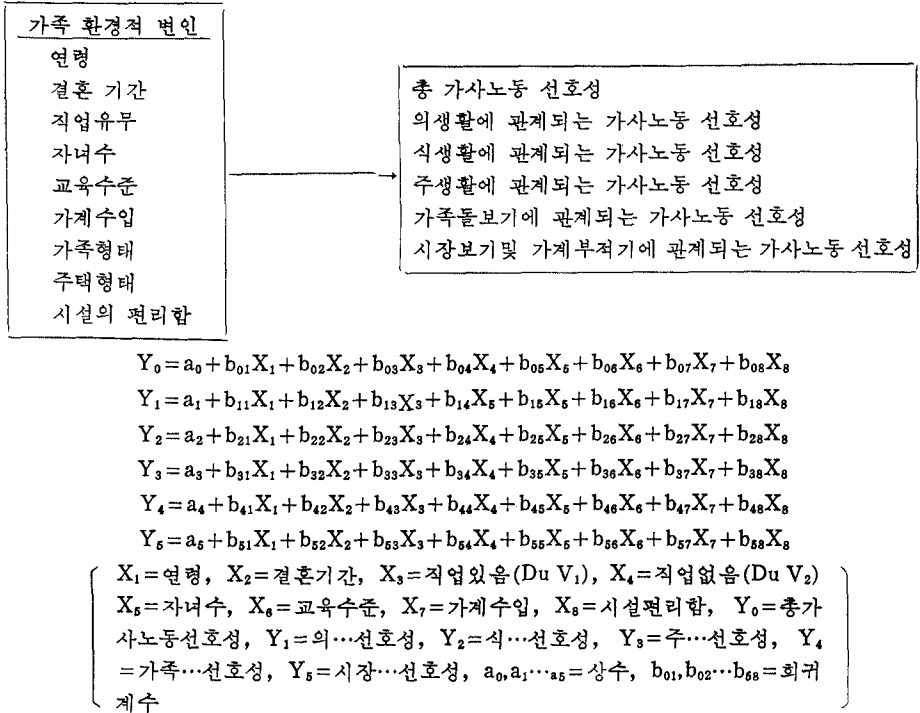 가족 환경적 변인
연령
결혼 기간
직업유무
자녀수
교육수준
가계수입
가족형태
주택형태
시설의 편리함
총 가사노동 선호성
의생활에 관계되는 가사노동 선호성
식생활에 관계되는 가사노동 선호성
주생활에 관계되는 가사노동 선호성
가족돌보기에 관계되는 가사노동 선호성
시장보기및 가계부적기에 관계되는 가사노동 선호성
Y₀=a₀+b₀₁X₁+b₀₂X₂+b₀₃X₃+b₀₄X₄+b₀₅X₅+b₀₆X₆+b₀₇X₇+b₀₈X₈
Y₁=a₁+b₁₁X₁+b₁₂X₂+b₁₃X₃+b₁₄X₅+b₁₅X₅+b₁₆X₆+b₁₇X₇+b₁₈X₈
Y₂=a₂+b₂₁X₁+b₂₂X₂+b₂₃X₃+b₂₄X₄+b₂₅X₅+b₂₆X₆+b₂₇X₇+b₂₈X₈
Y₃=a₃+b₃₁X₁+b₃₂X₂+b₃₃X₃+b₃₄X₄+b₃₅X₅+b₃₆X₆+b₃₇X₇+b₃₈X₈
Y₄=a₄+b₄₁X₁+b₄₂X₂+b₄₃X₃+b₄₄X₄+b₄₅X₅+b₄₆X₆+b₄₇X₇+b₄₈X₈
Y₅=a₅+b₅₁X₁+b₅₂X₂+b₅₃X₃+b₅₄X₄+b₅₅X₅+b₅₆X₆+b₅₇X₇+b₅₈X₈
X₁=연령, X₂=결혼기간, X₃=직업있음(Du V₁), X₄=직업없음(Du V₂)
X₅=자녀수, X₆=교육수준, X₇=가계수입, X₈=시설편리함, Y₀=총가
사노동선호성, Y₁=의…선호성, Y₂=식…선호성, Y₃=주…선호성, Y₄
=가족…선호성, Y₅=시장…선호성, a₀,a₁…a₅=상수, b₀₁,b₀₂…b₅₈=회귀
계수